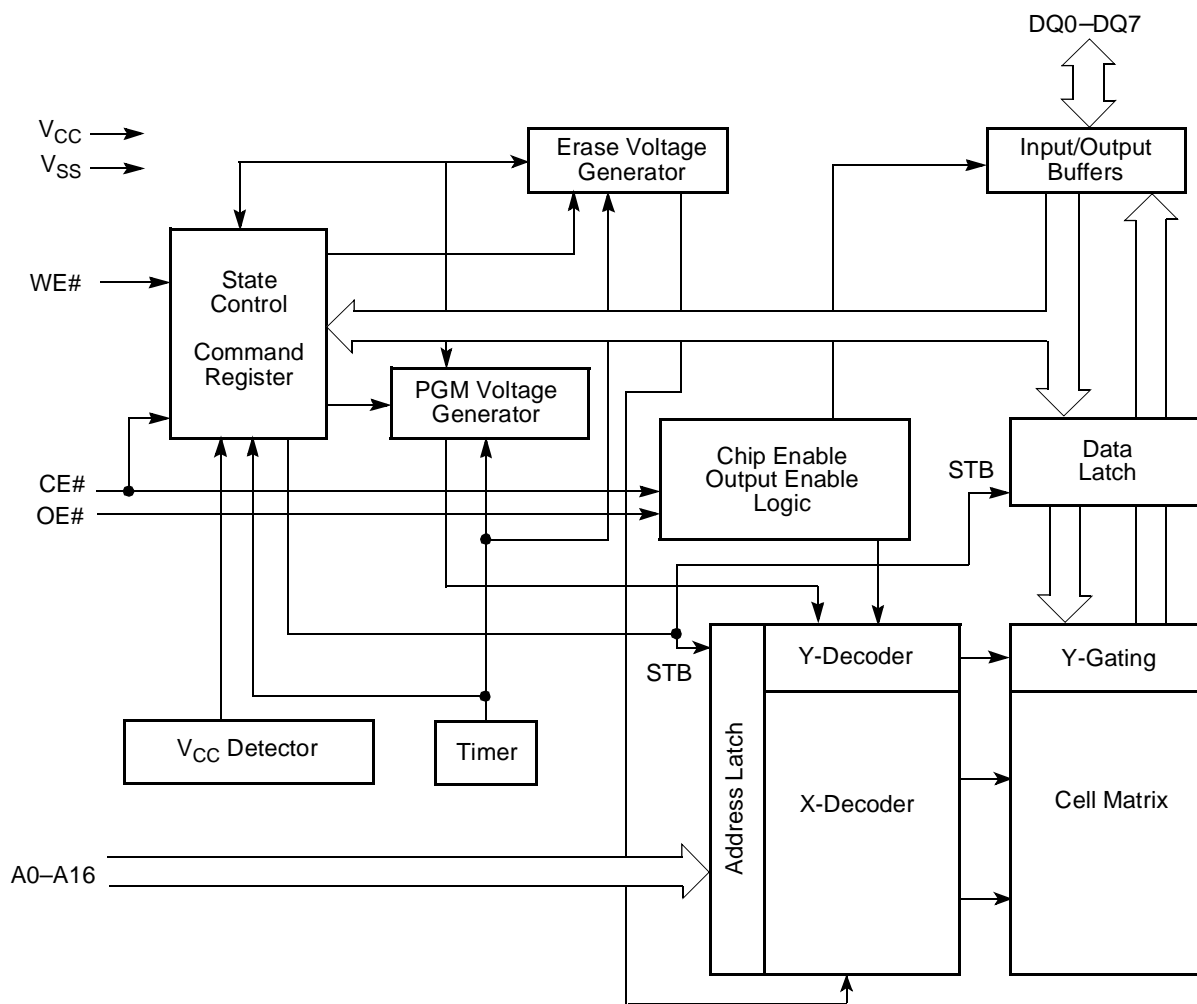 DQ0–DQ7
VCC
VSS
Erase Voltage
Generator
Input/Output
Buffers
WE#
State
Control
Command
Register
PGM Voltage
Generator
Chip Enable
Output Enable
Logic
STB
Data
Latch
CE#
OE#
STB
Y-Decoder
Y-Gating
VCC Detector
Timer
Address Latch
X-Decoder
Cell Matrix
A0–A16